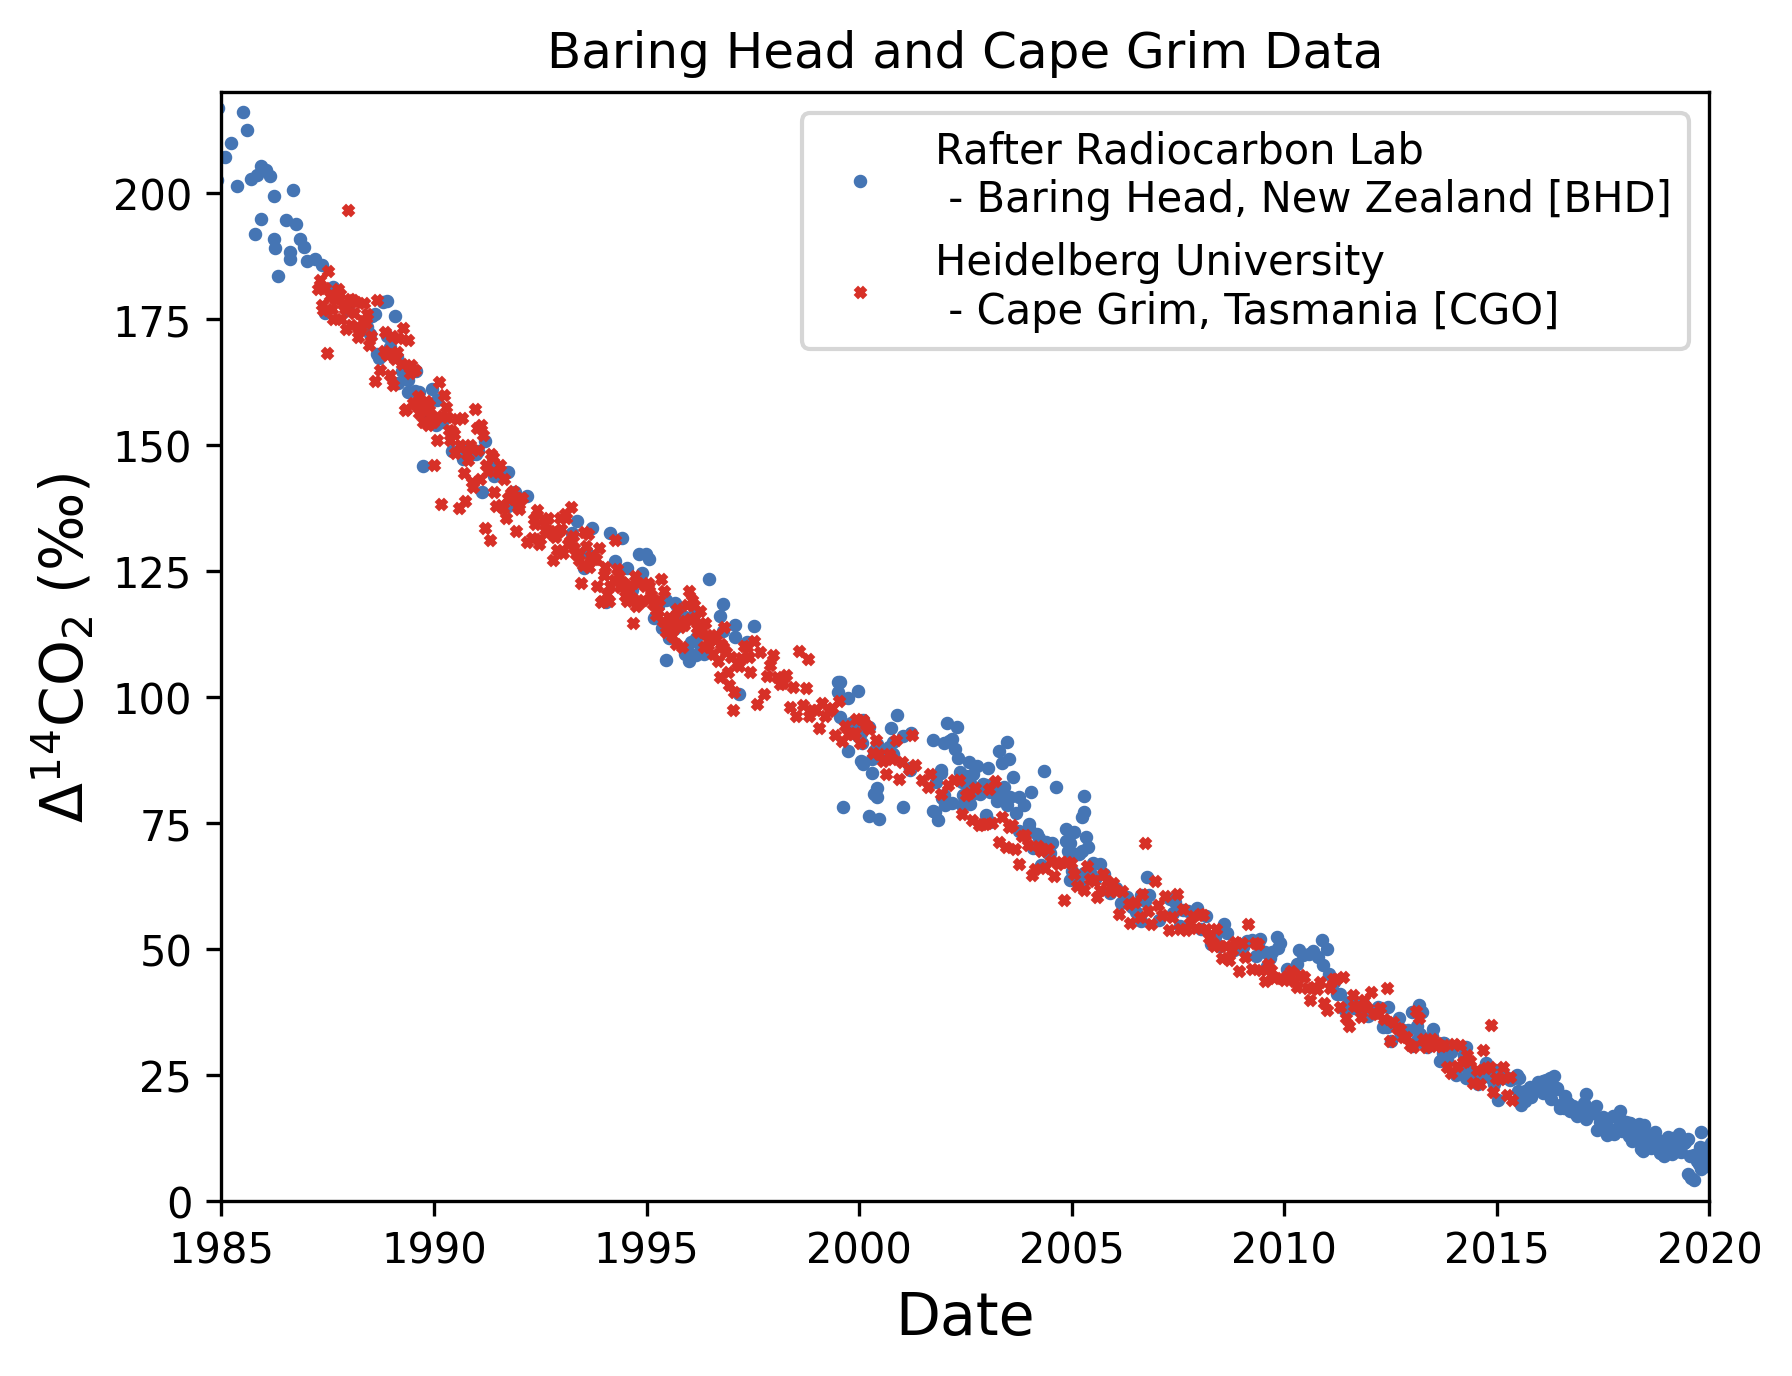 Baring Head and Cape Grim Data
Rafter Radiocarbon Lab
- Baring Head, New Zealand [BHD]
Heidelberg University
- Cape Grim, Tasmania [CGO]
Δ¹⁴CO₂ (‰)
200
175
150
125
100
75
50
25
0
1985 1990 1995 2000 2005 2010 2015 2020
Date